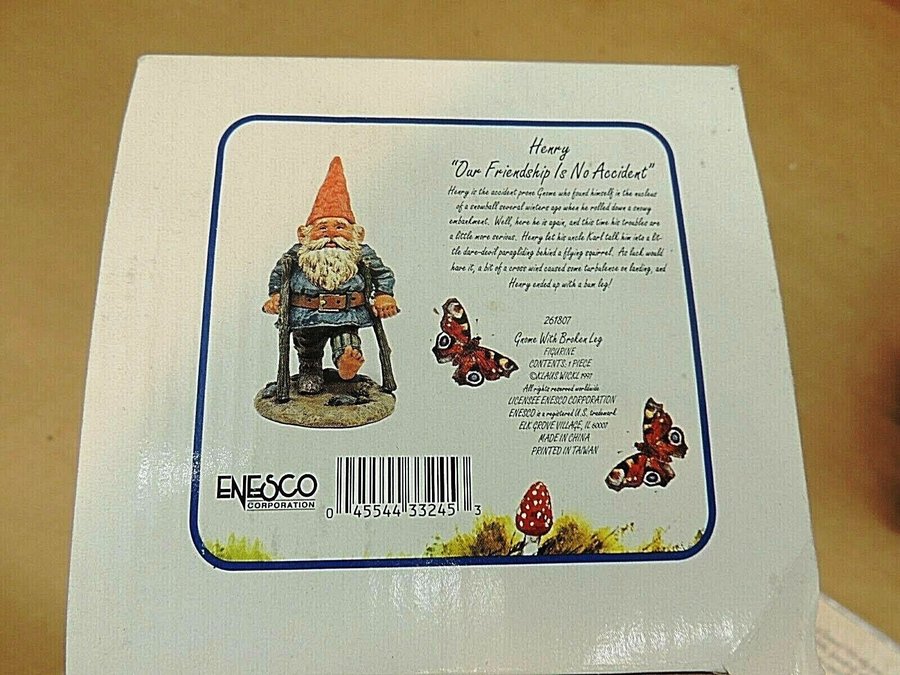 Henry
"Our Friendship Is No Accident"
Henry is the accident prone Gnome who found himself in the nucleus
of a snowball several winters ago when he rolled down a snowy
embankment. Well, here he is again, and this time his troubles are
a little more serious. Henry let his uncle Karl talk him into a lit-
tle dare-devil paragliding behind a flying squirrel. As luck would
have it, a bit of a cross wind caused some turbulence on landing, and
Henry ended up with a bum leg!
261807
Gnome With Broken Leg
FIGURINE
CONTENTS: 1 PIECE
©KLAUS WICKL 1997
All rights reserved worldwide
LICENSEE ENESCO CORPORATION
ENESCO is a registered U.S. trademark
ELK GROVE VILLAGE, IL 60007
MADE IN CHINA
PRINTED IN TAIWAN
ENESCO
CORPORATION
0 45544 33245 3